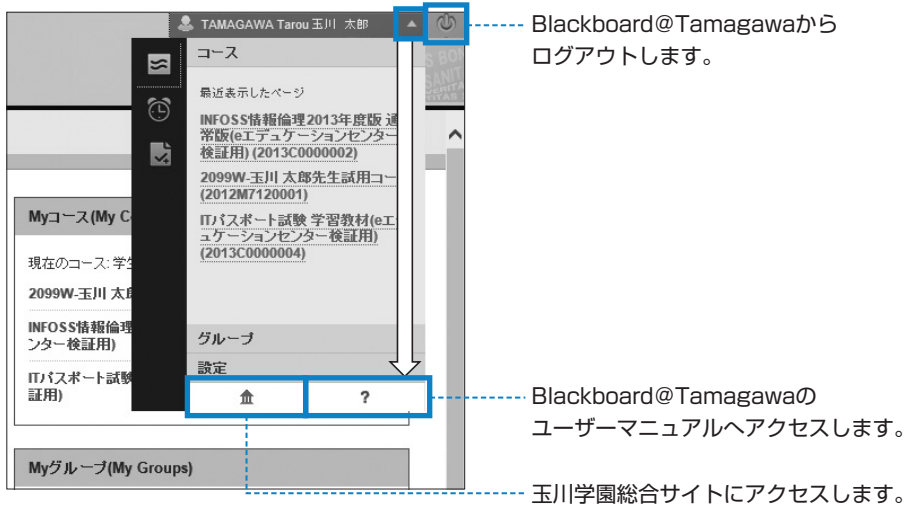 TAMAGAWA Tarou 玉川 太郎
Blackboard@Tamagawaから
ログアウトします。
コース
最近表示したページ
INFOSS情報倫理2013年度版 通
常版(eエデュケーションセンター
検証用) (2013C0000002)
2099W-玉川 太郎先生試用コー
(2012M7120001)
ITパスポート試験 学習教材(eエ
ュケーションセンター検証用)
(2013C0000004)
グループ
設定
?
Myコース(My C
現在のコース: 学生
2099W-玉川 太郎
INFOSS情報倫理
ンター検証用)
ITパスポート試験
証用)
Myグループ(My Groups)
Blackboard@Tamagawaの
ユーザーマニュアルへアクセスします。
玉川学園総合サイトにアクセスします。